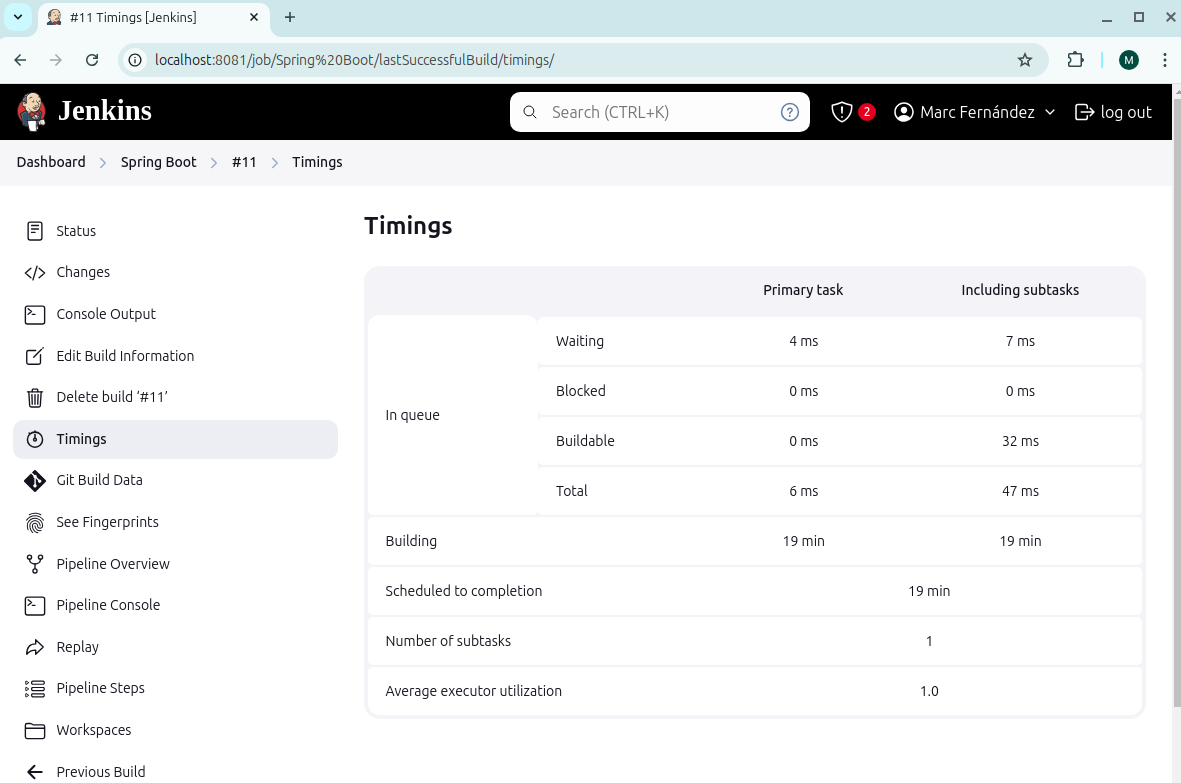 #11 Timings [Jenkins]
localhost:8081/job/Spring%20Boot/lastSuccessfulBuild/timings/
M
Jenkins
Search (CTRL+K)
?
2
Marc Fernández
log out
Dashboard
Spring Boot
#11
Timings
Status
Changes
Console Output
Edit Build Information
Delete build ‘#11’
Timings
Git Build Data
See Fingerprints
Pipeline Overview
Pipeline Console
Replay
Pipeline Steps
Workspaces
Previous Build
Timings
Primary task Including subtasks
In queue
Waiting 4 ms 7 ms
Blocked 0 ms 0 ms
Buildable 0 ms 32 ms
Total 6 ms 47 ms
Building 19 min 19 min
Scheduled to completion 19 min
Number of subtasks 1
Average executor utilization 1.0